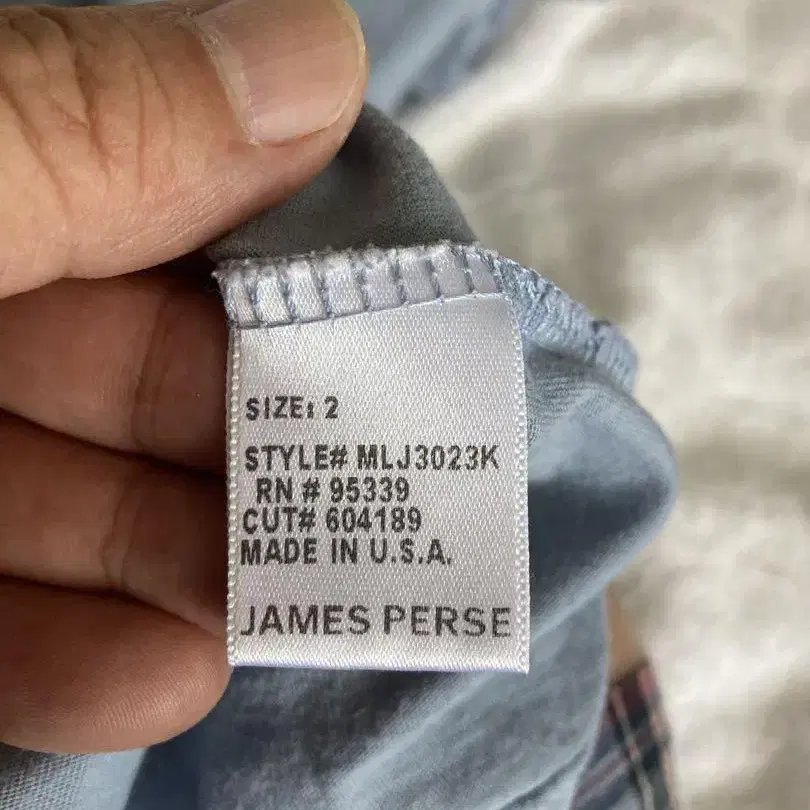 SIZE: 2
STYLE# MLJ3023K
RN # 95339
CUT# 604189
MADE IN U.S.A.
JAMES PERSE